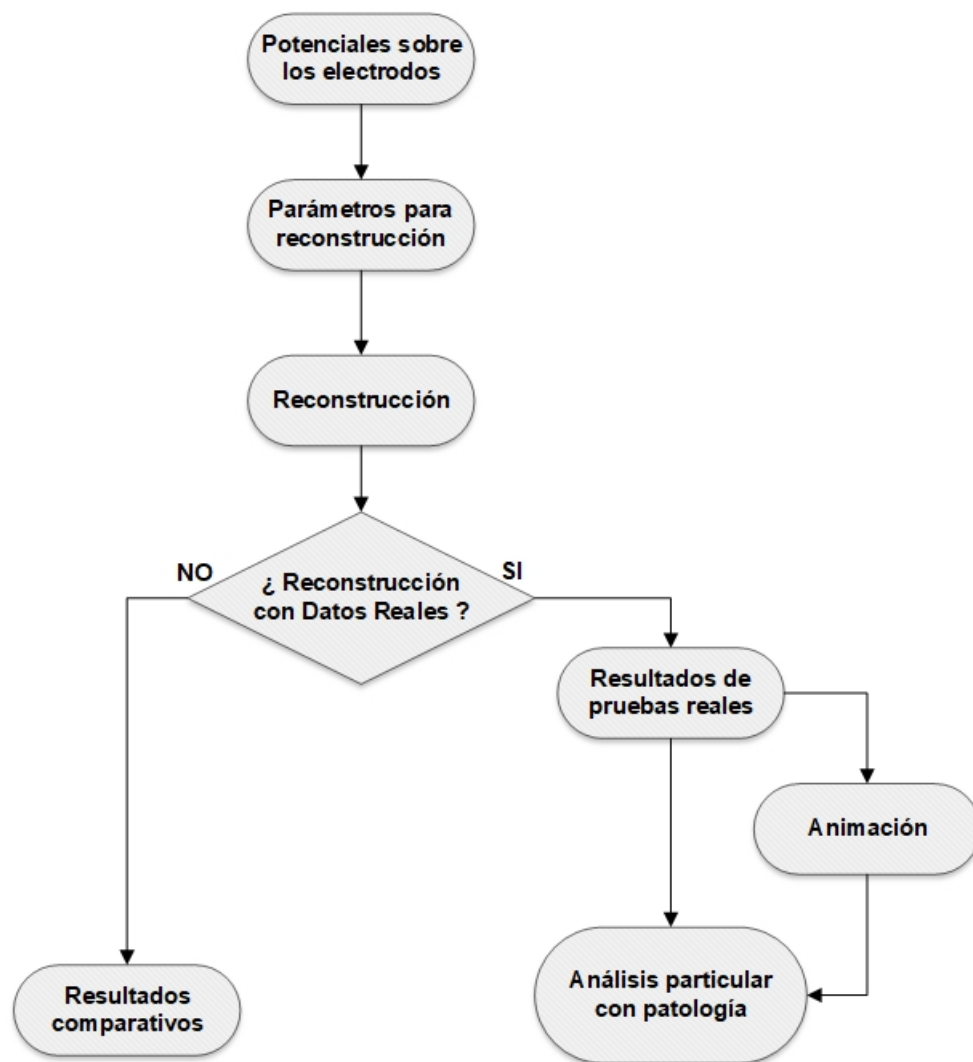 Potenciales sobre
los electrodos
Parámetros para
reconstrucción
Reconstrucción
NO
SI
¿ Reconstrucción
con Datos Reales ?
Resultados de
pruebas reales
Animación
Resultados
comparativos
Análisis particular
con patología